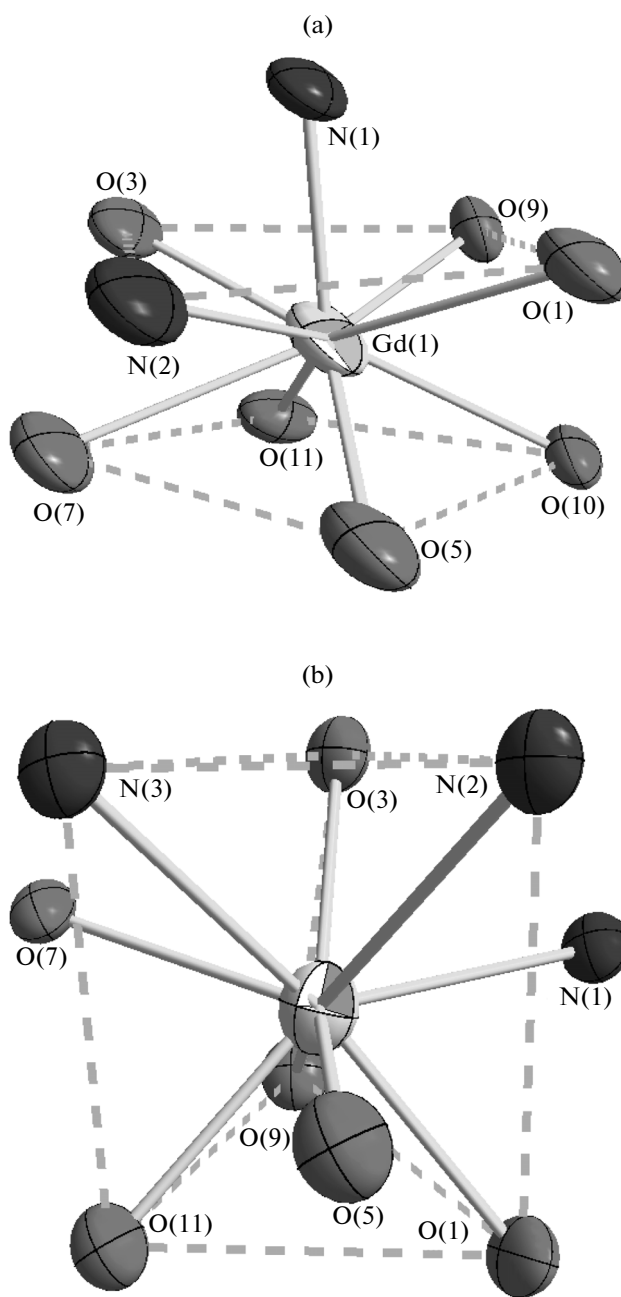 (a)
N(1)
O(3)
O(9)
O(1)
Gd(1)
N(2)
O(11)
O(7)
O(10)
O(5)
(b)
N(3)
O(3)
N(2)
O(7)
N(1)
O(9)
O(11)
O(5)
O(1)